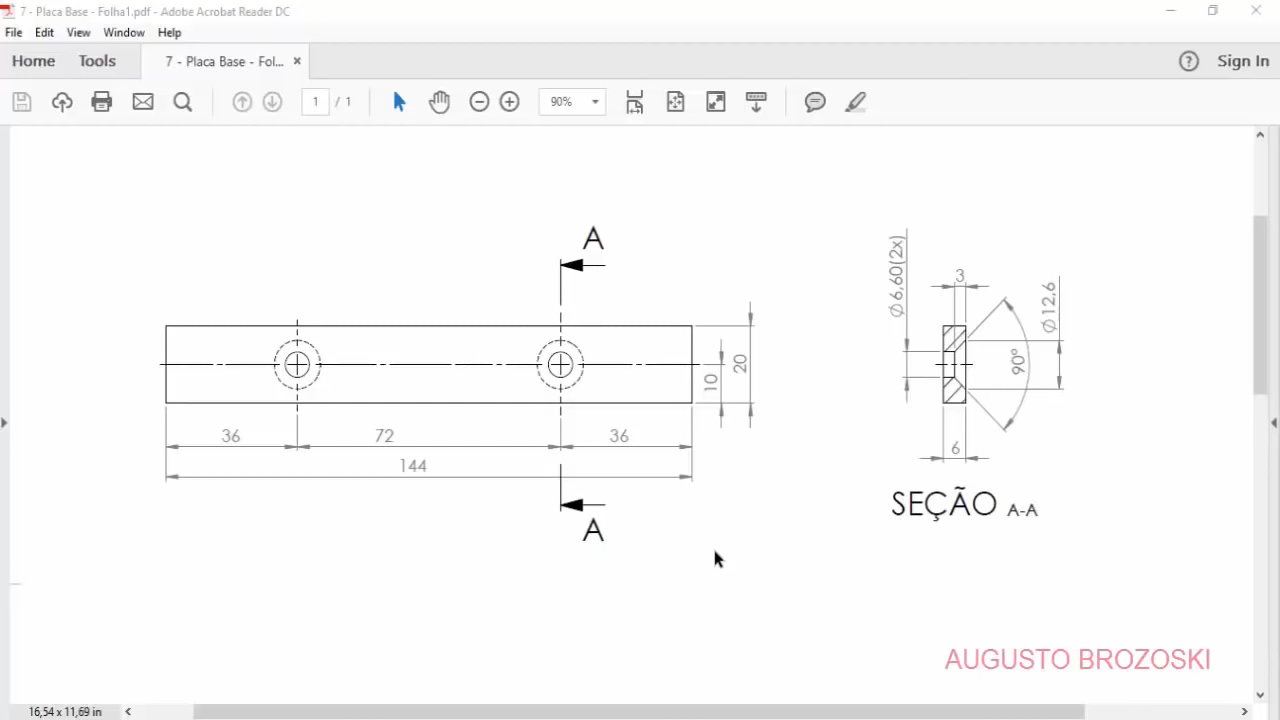 7 - Placa Base - Folha1.pdf - Adobe Acrobat Reader DC
File Edit View Window Help
Home Tools 7 - Placa Base - Fol... × ? Sign In
1 / 1 90%
A
Ø6,60(2x)
3
Ø12,6
90°
20
10
36 72 36
144
6
A
SEÇÃO A-A
AUGUSTO BROZOSKI
16,54 x 11,69 in